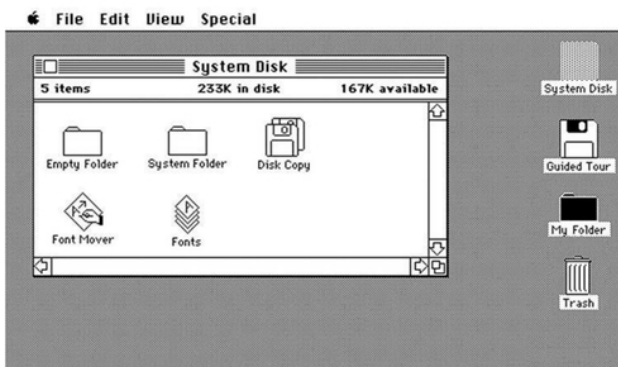 File Edit View Special
System Disk
5 items 233K in disk 167K available
Empty Folder System Folder Disk Copy
Font Mover Fonts
System Disk
Guided Tour
My Folder
Trash